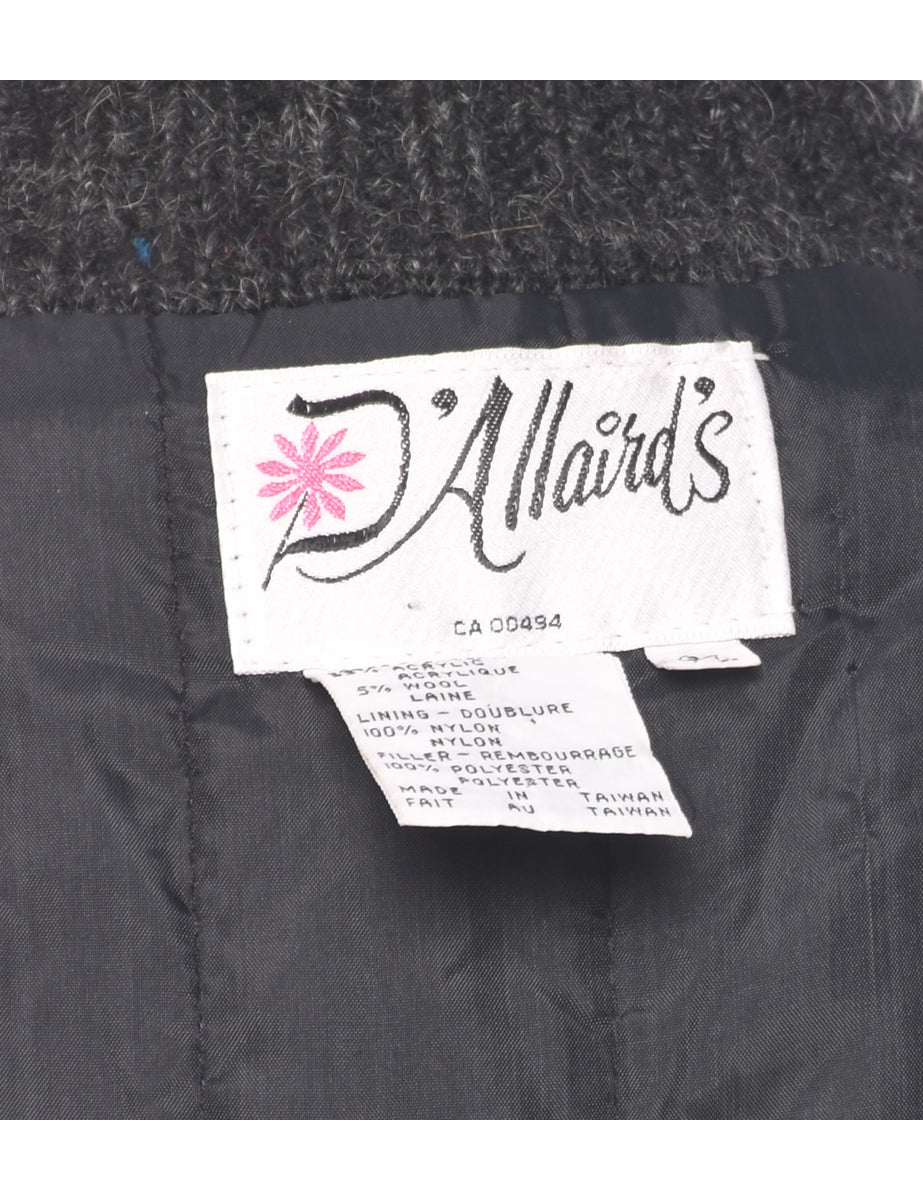 D'Allaird's
CA 00494
ACRYLIC
ACRYLIQUE
5% WOOL
LAINE
LINING - DOUBLURE
100% NYLON
NYLON
FILLER - REMBOURRAGE
100% POLYESTER
POLYESTER
MADE IN TAIWAN
FAIT AU TAIWAN